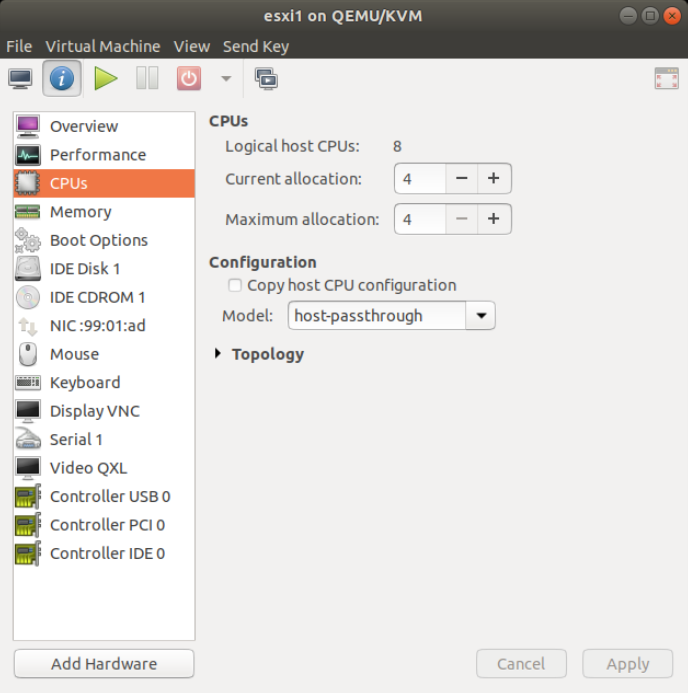 esxi1 on QEMU/KVM
File Virtual Machine View Send Key
Overview
Performance
CPUs
Memory
Boot Options
IDE Disk 1
IDE CDROM 1
NIC :99:01:ad
Mouse
Keyboard
Display VNC
Serial 1
Video QXL
Controller USB 0
Controller PCI 0
Controller IDE 0
Add Hardware
CPUs
Logical host CPUs: 8
Current allocation: 4 − +
Maximum allocation: 4 − +
Configuration
Copy host CPU configuration
Model: host-passthrough
Topology
Cancel Apply